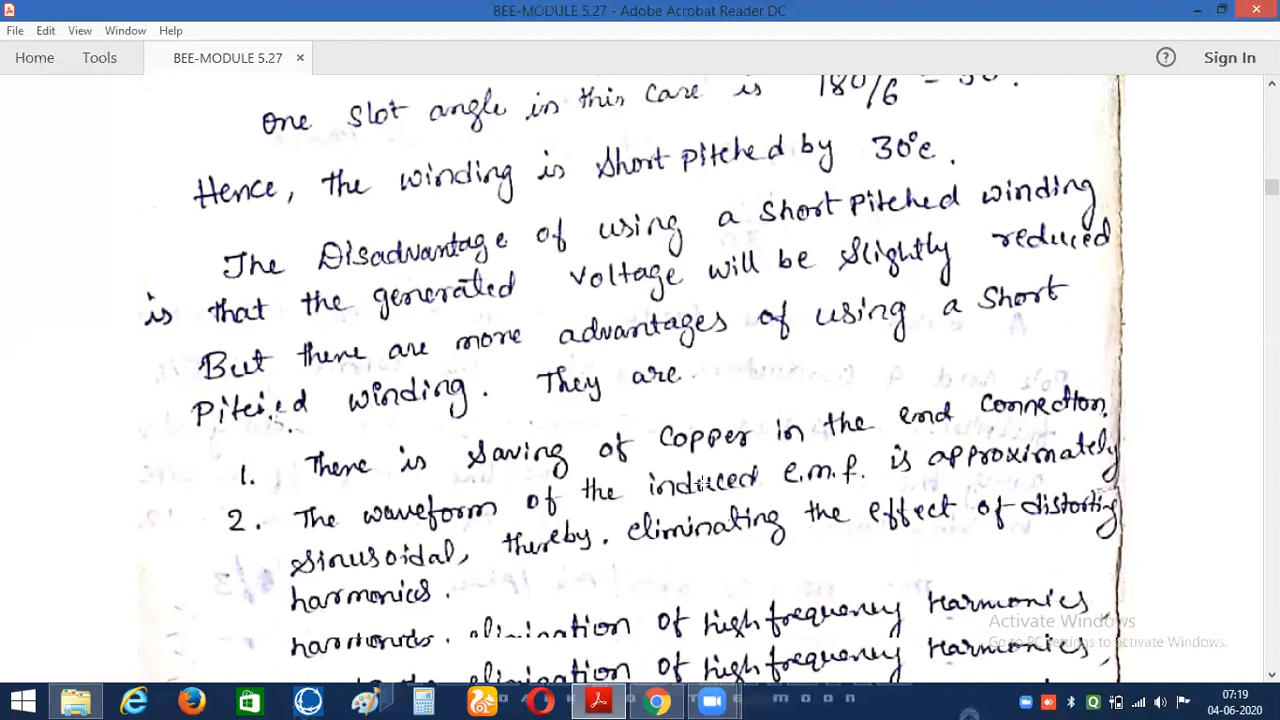 BEE-MODULE 5.27 - Adobe Acrobat Reader DC
File Edit View Window Help
Home Tools BEE-MODULE 5.27 × Sign In
One slot angle in this case is 180/6 =
Hence, the winding is short pitched by 30°e.
The Disadvantage of using a short pitched winding
is that the generated voltage will be slightly reduced
But there are more advantages of using a short
pitched winding. They are
1. There is saving of copper in the end connection.
2. The waveform of the induced e.m.f. is approximately
sinusoidal, thereby. eliminating the effect of distorting
harmonics.
harmonics. elimination of high frequency harmonics,
elimination of high frequency harmonics,
Activate Windows
Go to PC settings to activate Windows.
07:19
04-06-2020